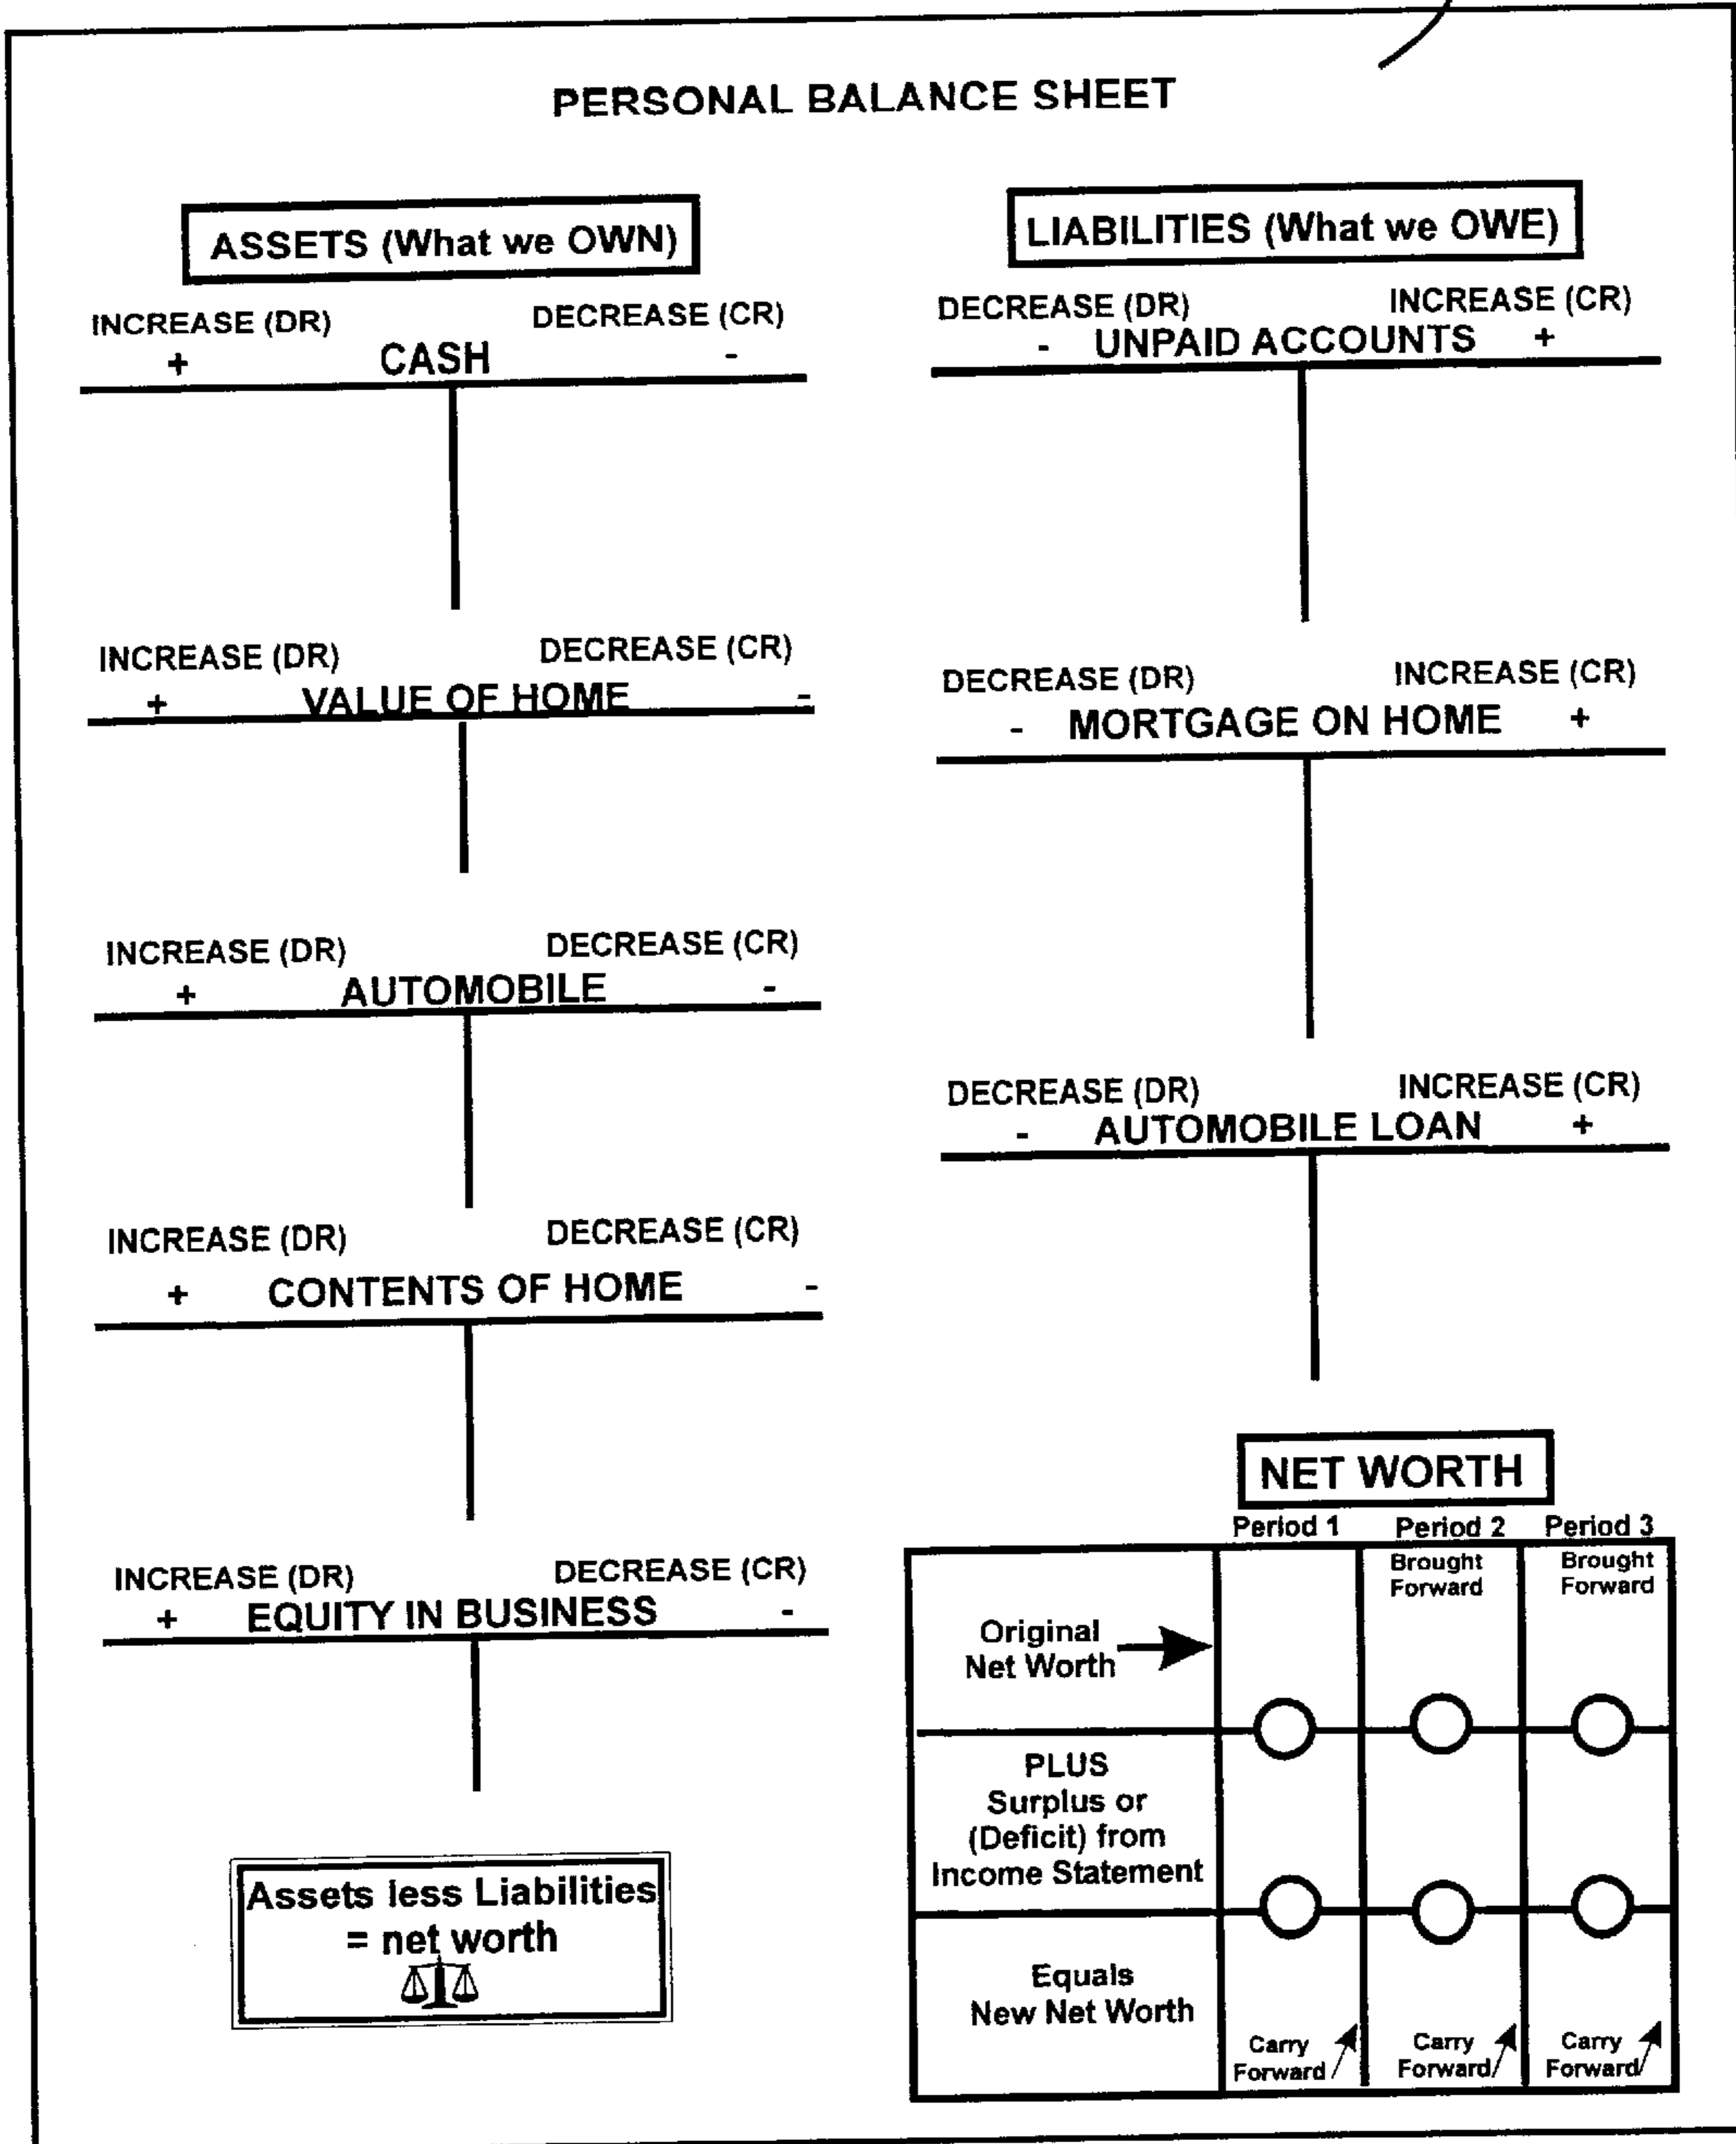 PERSONAL BALANCE SHEET
ASSETS (What we OWN)
INCREASE (DR) DECREASE (CR)
+ CASH -
INCREASE (DR) DECREASE (CR)
+ VALUE OF HOME -
INCREASE (DR) DECREASE (CR)
+ AUTOMOBILE -
INCREASE (DR) DECREASE (CR)
+ CONTENTS OF HOME -
INCREASE (DR) DECREASE (CR)
+ EQUITY IN BUSINESS -
Assets less Liabilities
= net worth
LIABILITIES (What we OWE)
DECREASE (DR) INCREASE (CR)
- UNPAID ACCOUNTS +
DECREASE (DR) INCREASE (CR)
- MORTGAGE ON HOME +
DECREASE (DR) INCREASE (CR)
- AUTOMOBILE LOAN +
NET WORTH
Period 1 Period 2 Period 3
Brought Brought
Forward Forward
Original
Net Worth
PLUS
Surplus or
(Deficit) from
Income Statement
Equals
New Net Worth
Carry Carry Carry
Forward Forward Forward